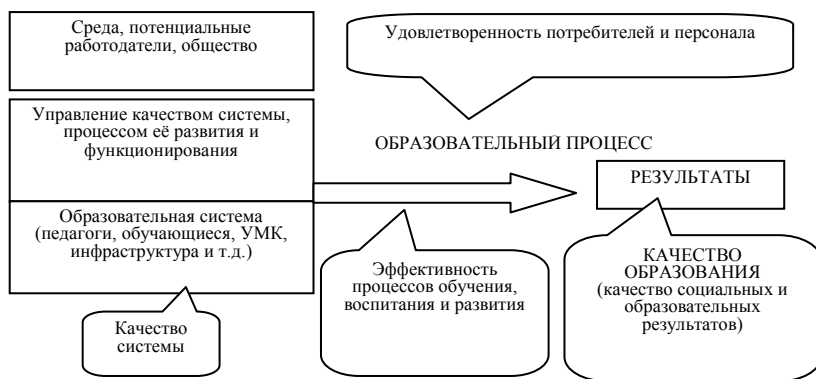 Среда, потенциальные
работодатели, общество
Удовлетворенность потребителей и персонала
Управление качеством системы,
процессом её развития и
функционирования
ОБРАЗОВАТЕЛЬНЫЙ ПРОЦЕСС
РЕЗУЛЬТАТЫ
Образовательная система
(педагоги, обучающиеся, УМК,
инфраструктура и т.д.)
Эффективность
процессов обучения,
воспитания и развития
КАЧЕСТВО
ОБРАЗОВАНИЯ
(качество социальных и
образовательных
результатов)
Качество
системы